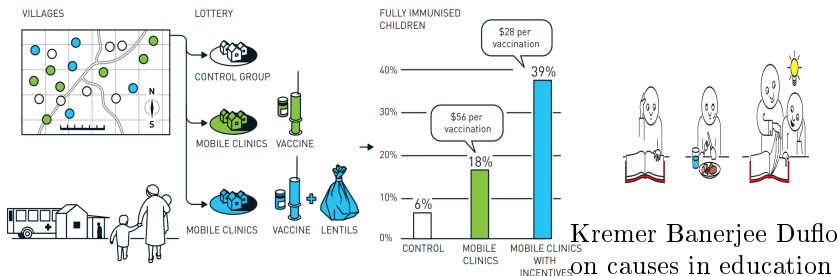 VILLAGES
LOTTERY
N
S
CONTROL GROUP
MOBILE CLINICS VACCINE
MOBILE CLINICS VACCINE LENTILS
+
FULLY IMMUNISED
CHILDREN
40%
30%
20%
10%
0%
6%
$56 per
vaccination
18%
$28 per
vaccination
39%
CONTROL
MOBILE
CLINICS
MOBILE CLINICS
WITH
INCENTIVES
Kremer Banerjee Duflo
on causes in education